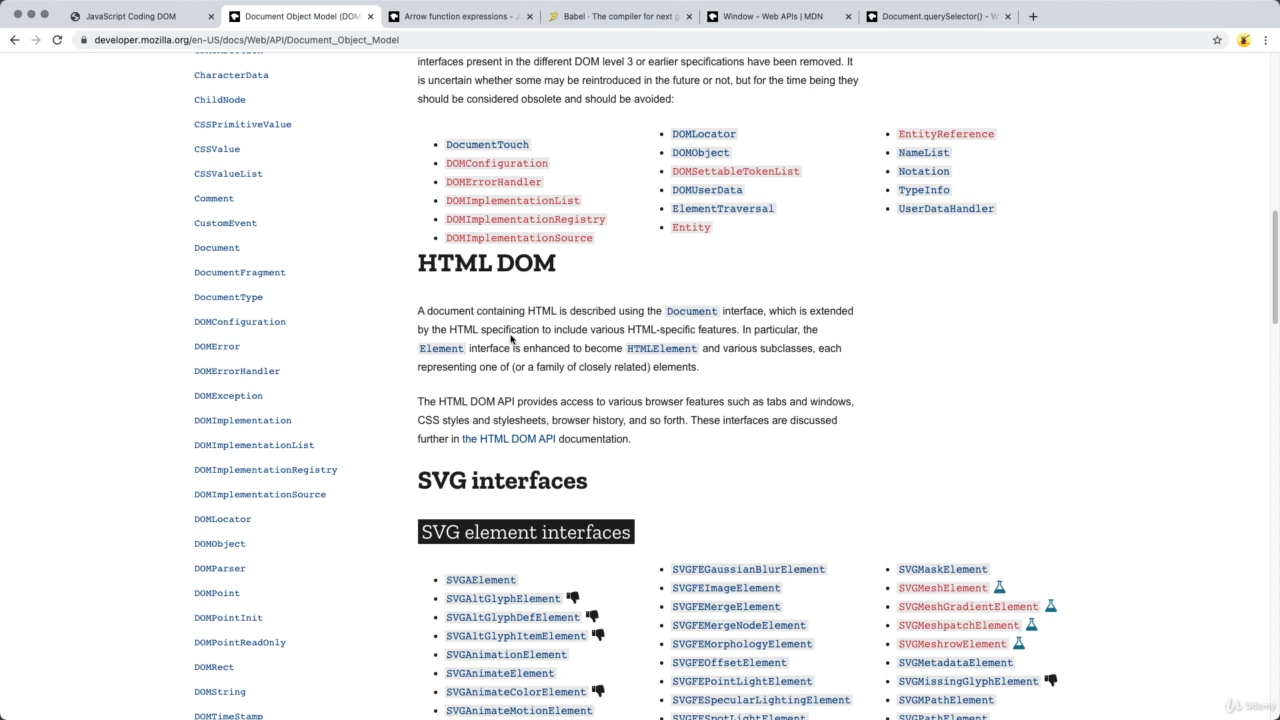 JavaScript Coding DOM
Document Object Model (DOM
Arrow function expressions - J
Babel · The compiler for next g
Window - Web APIs | MDN
Document.querySelector() - W
developer.mozilla.org/en-US/docs/Web/API/Document_Object_Model
CharacterData
ChildNode
CSSPrimitiveValue
CSSValue
CSSValueList
Comment
CustomEvent
Document
DocumentFragment
DocumentType
DOMConfiguration
DOMError
DOMErrorHandler
DOMException
DOMImplementation
DOMImplementationList
DOMImplementationRegistry
DOMImplementationSource
DOMLocator
DOMObject
DOMParser
DOMPoint
DOMPointInit
DOMPointReadOnly
DOMRect
DOMString
DOMTimeStamp
interfaces present in the different DOM level 3 or earlier specifications have been removed. It
is uncertain whether some may be reintroduced in the future or not, but for the time being they
should be considered obsolete and should be avoided:
DocumentTouch
DOMConfiguration
DOMErrorHandler
DOMImplementationList
DOMImplementationRegistry
DOMImplementationSource
DOMLocator
DOMObject
DOMSettableTokenList
DOMUserData
ElementTraversal
Entity
EntityReference
NameList
Notation
TypeInfo
UserDataHandler
HTML DOM
A document containing HTML is described using the Document interface, which is extended
by the HTML specification to include various HTML-specific features. In particular, the
Element interface is enhanced to become HTMLElement and various subclasses, each
representing one of (or a family of closely related) elements.
The HTML DOM API provides access to various browser features such as tabs and windows,
CSS styles and stylesheets, browser history, and so forth. These interfaces are discussed
further in the HTML DOM API documentation.
SVG interfaces
SVG element interfaces
SVGAElement
SVGAltGlyphElement
SVGAltGlyphDefElement
SVGAltGlyphItemElement
SVGAnimationElement
SVGAnimateElement
SVGAnimateColorElement
SVGAnimateMotionElement
SVGFEGaussianBlurElement
SVGFEImageElement
SVGFEMergeElement
SVGFEMergeNodeElement
SVGFEMorphologyElement
SVGFEOffsetElement
SVGFEPointLightElement
SVGFESpecularLightingElement
SVGFESpotLightElement
SVGMaskElement
SVGMeshElement
SVGMeshGradientElement
SVGMeshpatchElement
SVGMeshrowElement
SVGMetadataElement
SVGMissingGlyphElement
SVGMPathElement
SVGPathElement
Udemy